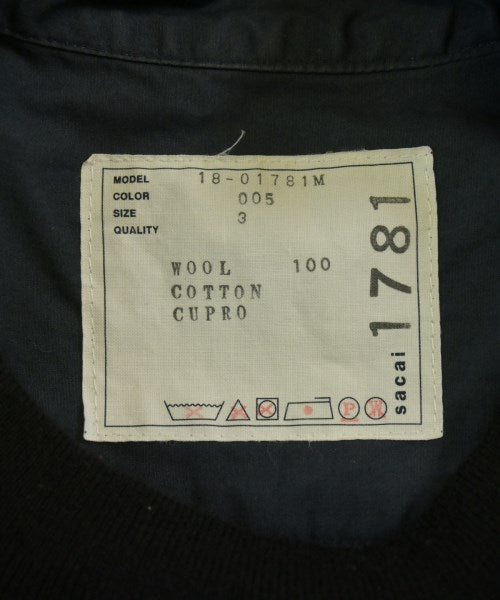 MODEL 18-01781M
COLOR 005
SIZE 3
QUALITY
WOOL 100
COTTON
CUPRO
P W
sacai 1781